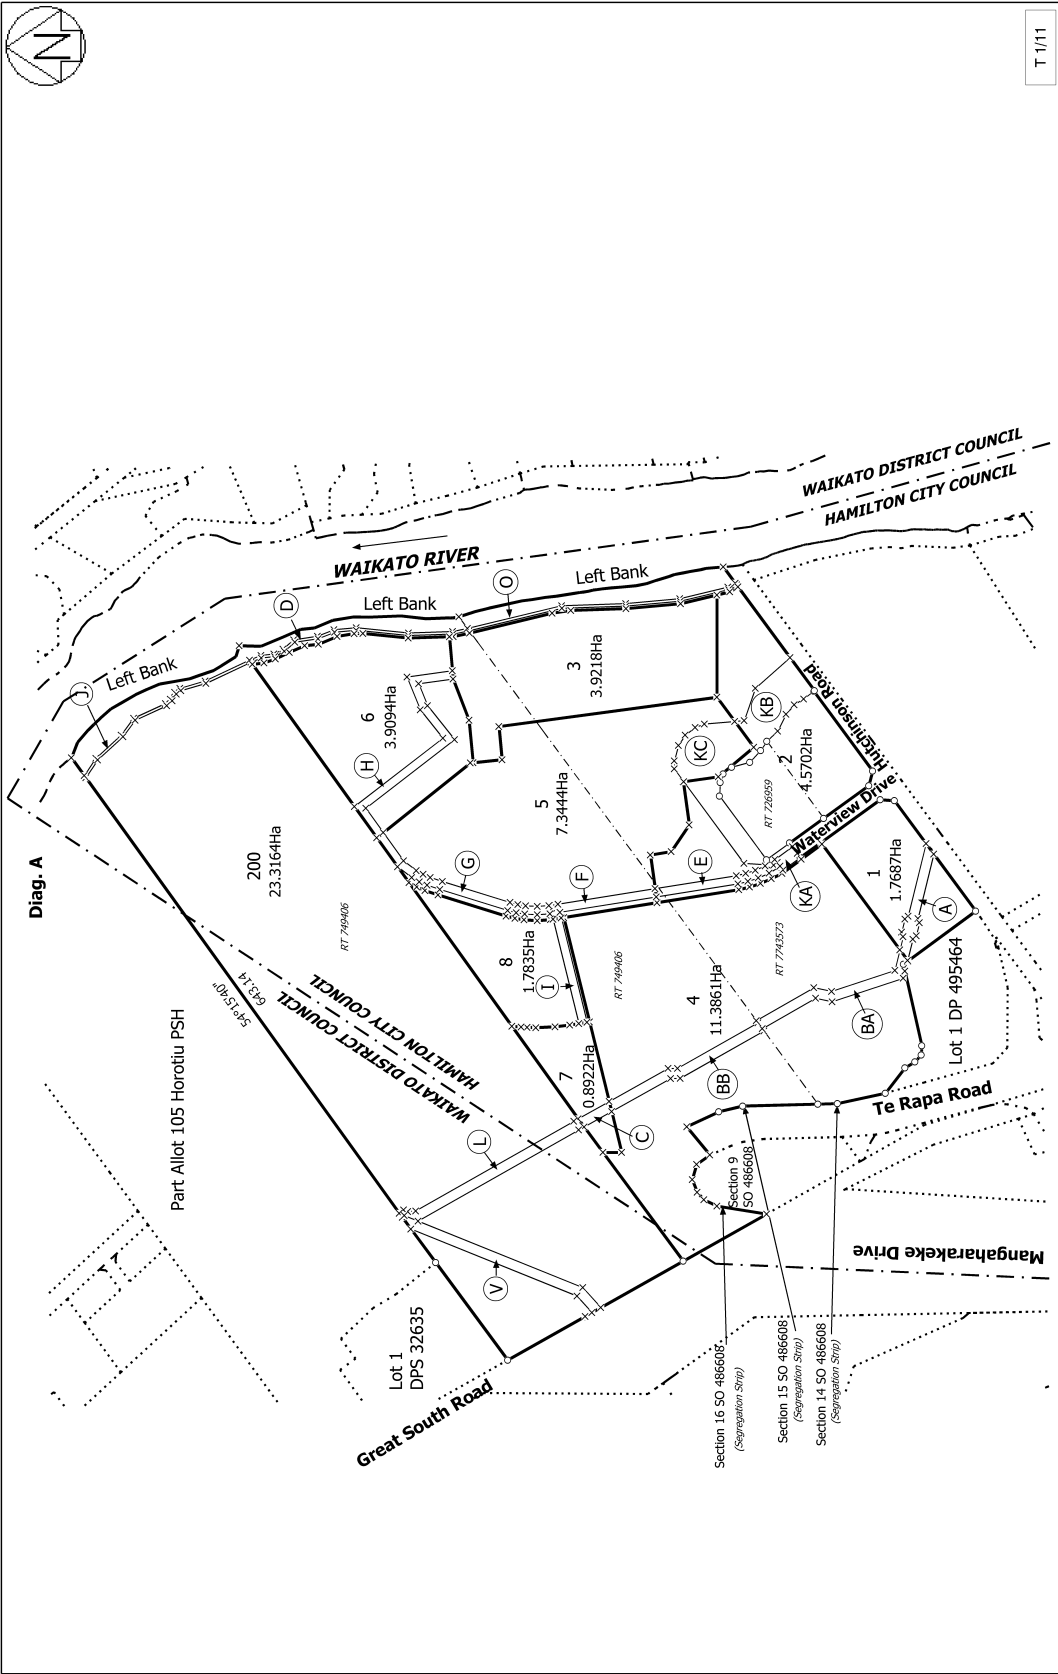 N
T 1/11
Diag. A
Part Allot 105 Horotiu PSH
54°15'40"
643.14
200
23.3164Ha
RT 749406
WAIKATO DISTRICT COUNCIL
HAMILTON CITY COUNCIL
J
Left Bank
D
Left Bank
WAIKATO RIVER
O
Left Bank
WAIKATO DISTRICT COUNCIL
HAMILTON CITY COUNCIL
H
6
3.9094Ha
3
3.9218Ha
G
5
7.3444Ha
F
E
KC
KB
2
4.5702Ha
RT 726959
Hutchinson Road
Waterview Drive
KA
1
1.7687Ha
A
8
1.7835Ha
I
RT 749406
RT 7743573
4
11.3861Ha
7
0.8922Ha
BB
BA
Lot 1 DP 495464
Te Rapa Road
C
L
V
Section 9
SO 486608
Mangaharakeke Drive
Lot 1
DPS 32635
Great South Road
Section 16 SO 486608
(Segregation Strip)
Section 15 SO 486608
(Segregation Strip)
Section 14 SO 486608
(Segregation Strip)